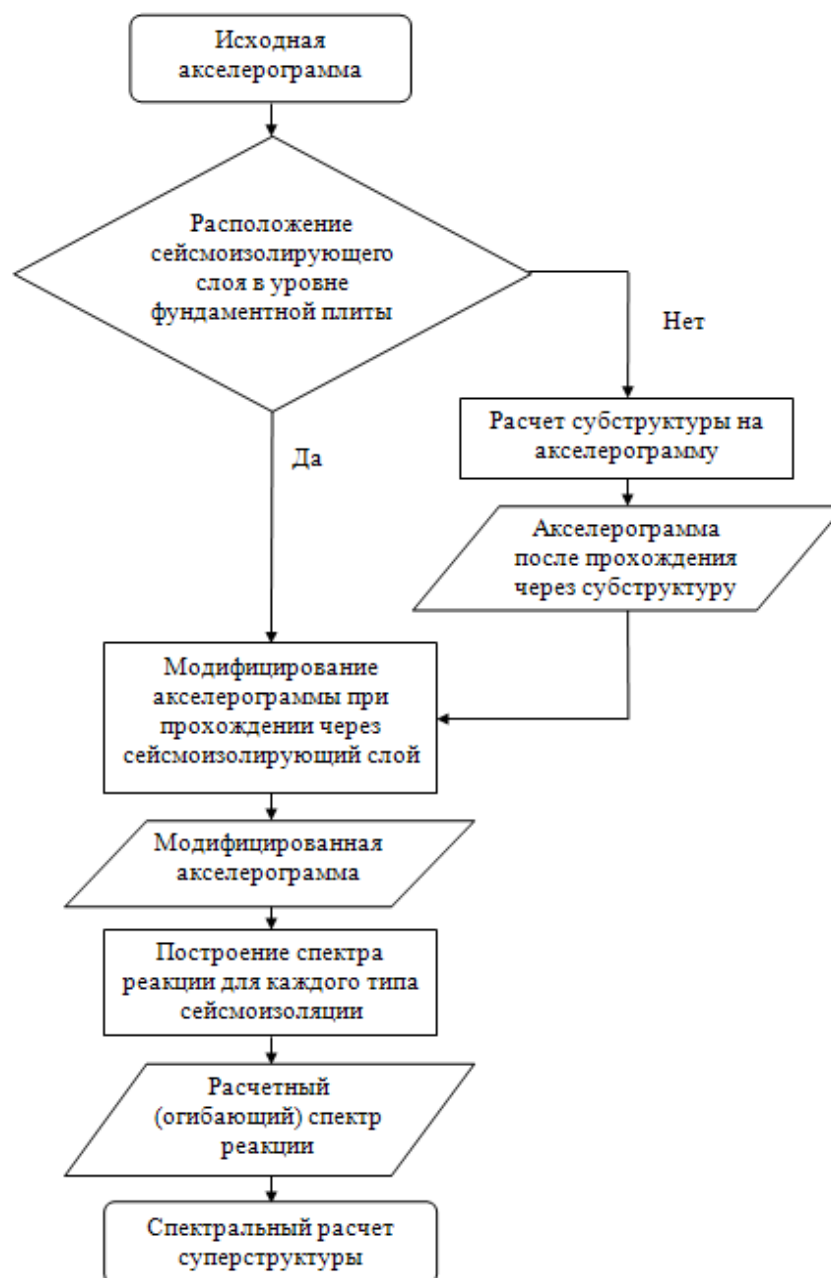 Исходная
акселерограмма
Расположение
сейсмоизолирующего
слоя в уровне
фундаментной плиты
Нет
Расчет субструктуры на
акселерограмму
Да
Акселерограмма
после прохождения
через субструктуру
Модифицирование
акселерограммы при
прохождении через
сейсмоизолирующий слой
Модифицированная
акселерограмма
Построение спектра
реакции для каждого типа
сейсмоизоляции
Расчетный
(огибающий) спектр
реакции
Спектральный расчет
суперструктуры